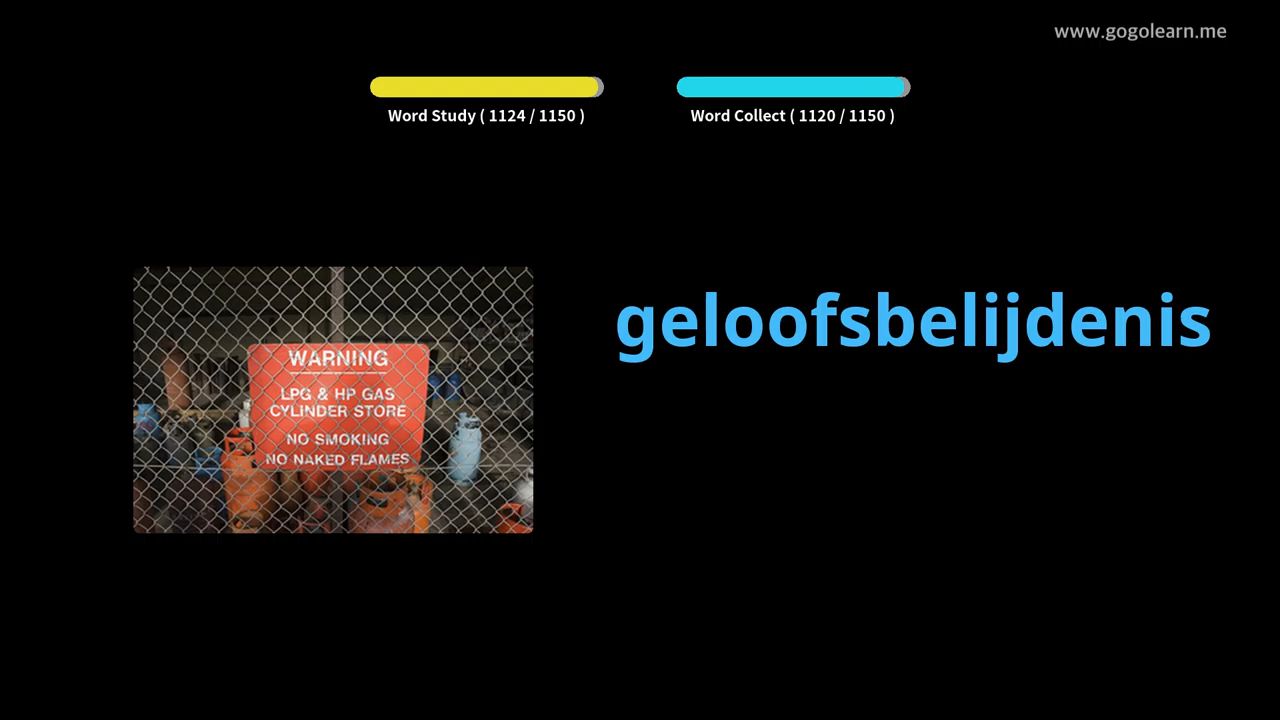 www.gogolearn.me
Word Study ( 1124 / 1150 )
Word Collect ( 1120 / 1150 )
geloofsbelijdenis
WARNING
LPG & HP GAS
CYLINDER STORE
NO SMOKING
NO NAKED FLAMES